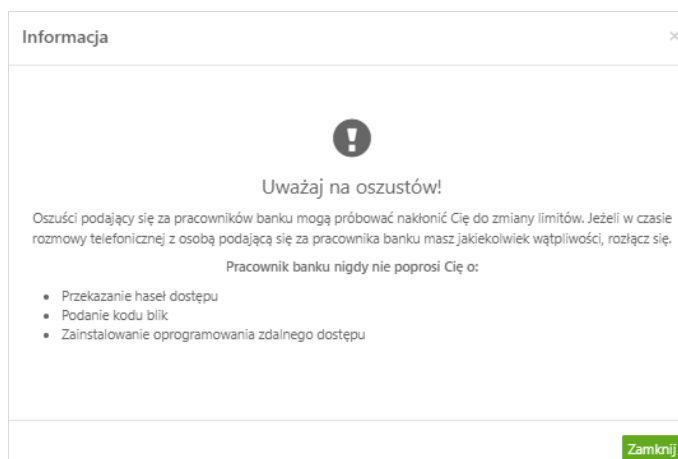 Informacja
×
Uważaj na oszustów!
Oszuści podający się za pracowników banku mogą próbować nakłonić Cię do zmiany limitów. Jeżeli w czasie
rozmowy telefonicznej z osobą podającą się za pracownika banku masz jakiekolwiek wątpliwości, rozłącz się.
Pracownik banku nigdy nie poprosi Cię o:
• Przekazanie haseł dostępu
• Podanie kodu blik
• Zainstalowanie oprogramowania zdalnego dostępu
Zamknij